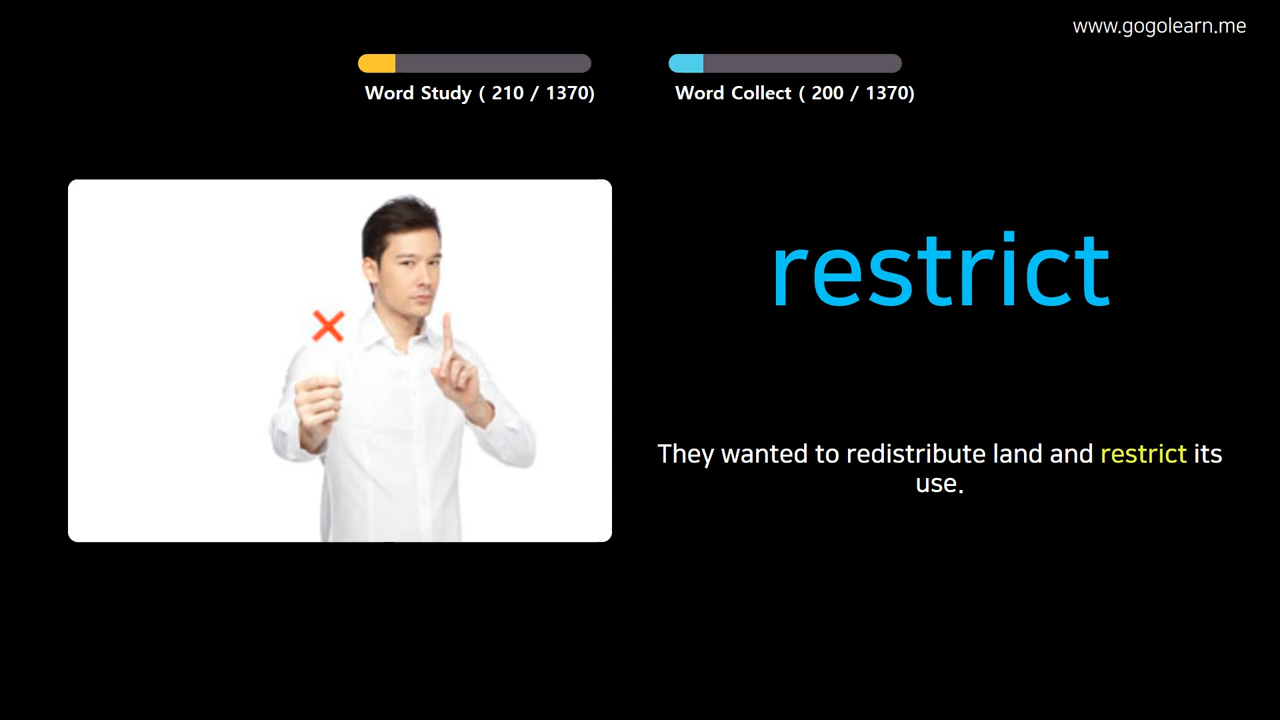 www.gogolearn.me
Word Study ( 210 / 1370)
Word Collect ( 200 / 1370)
restrict
They wanted to redistribute land and restrict its
use.